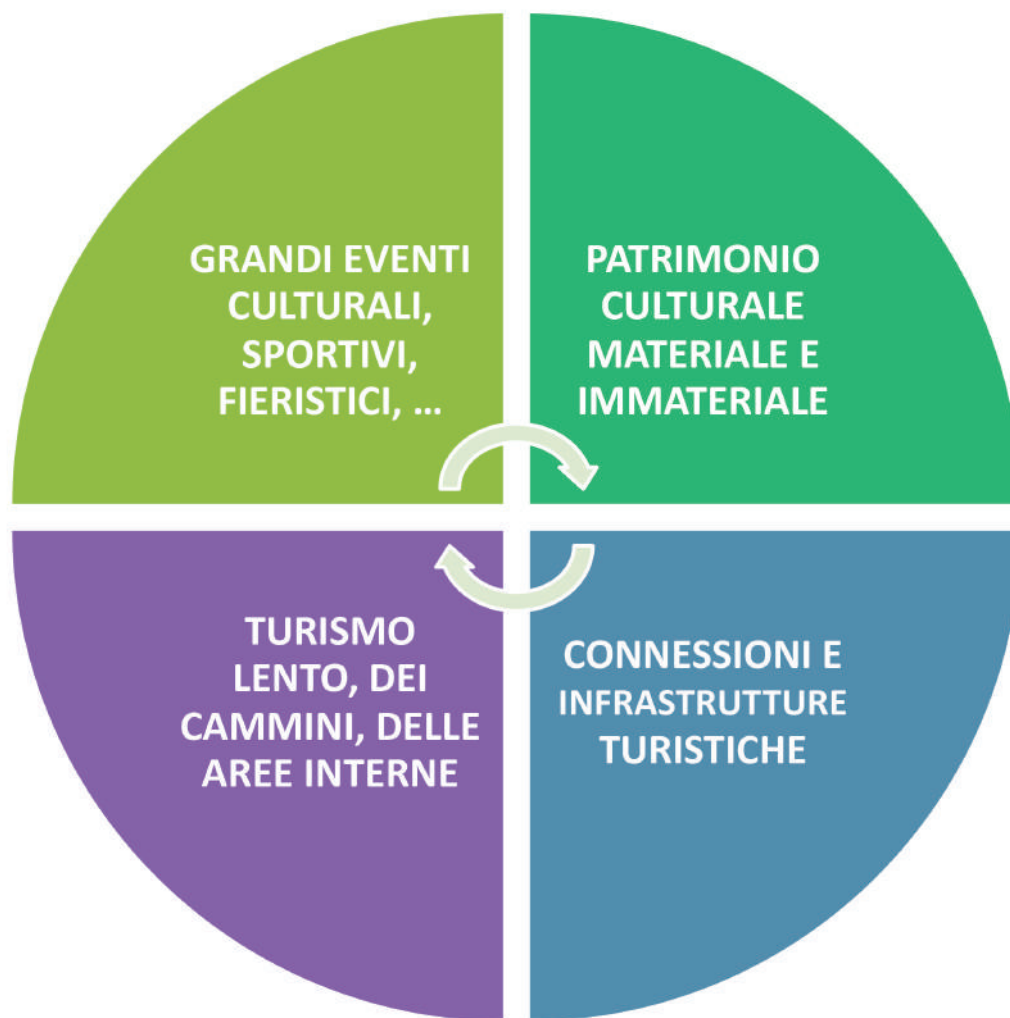 GRANDI EVENTI
CULTURALI,
SPORTIVI,
FIERISTICI, ...
PATRIMONIO
CULTURALE
MATERIALE E
IMMATERIALE
TURISMO
LENTO, DEI
CAMMINI, DELLE
AREE INTERNE
CONNESSIONI E
INFRASTRUTTURE
TURISTICHE